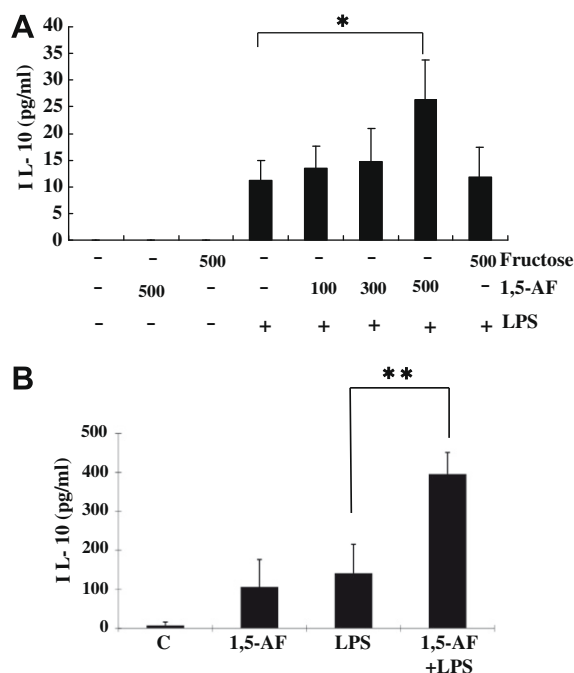 A
*
IL-10 (pg/ml)
40
35
30
25
20
15
10
5
0
- - 500 - - - - 500 Fructose
- 500 - - 100 300 500 - 1,5-AF
- - - + + + + + LPS
B
**
IL-10 (pg/ml)
500
400
300
200
100
0
C 1,5-AF LPS 1,5-AF
+LPS